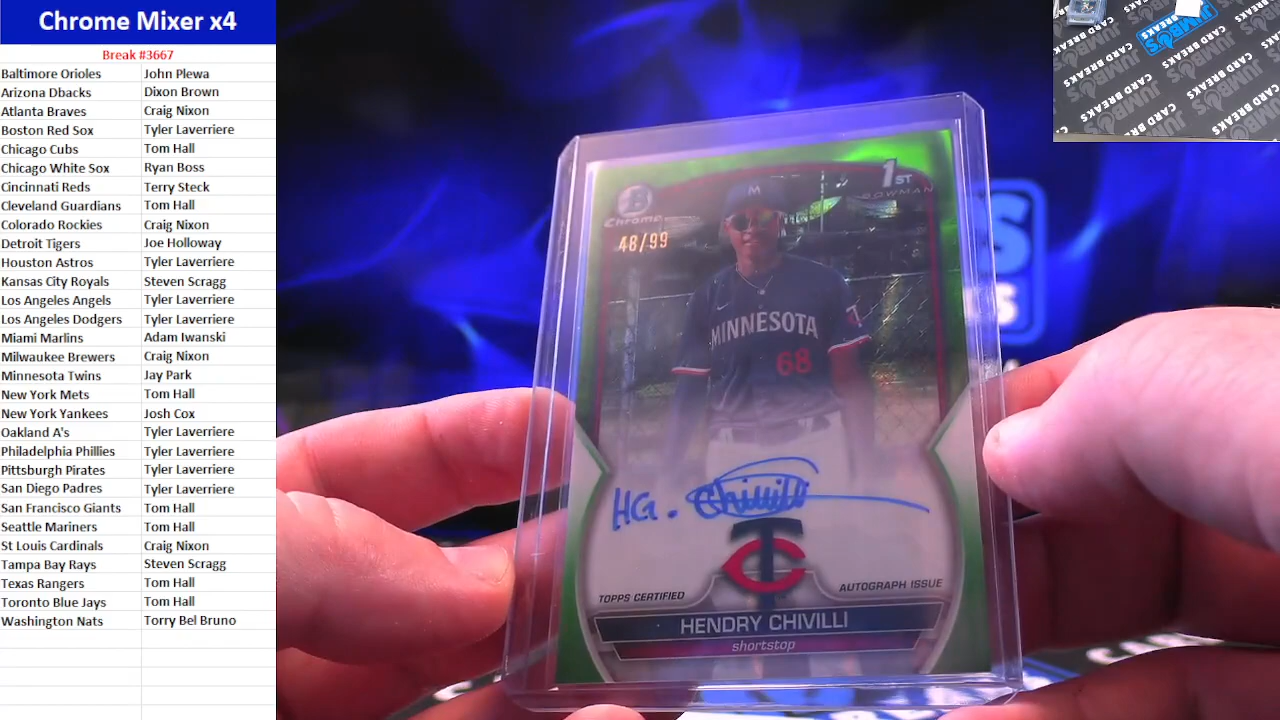 Chrome Mixer x4
Break #3667
Baltimore Orioles John Plewa
Arizona Dbacks Dixon Brown
Atlanta Braves Craig Nixon
Boston Red Sox Tyler Laverriere
Chicago Cubs Tom Hall
Chicago White Sox Ryan Boss
Cincinnati Reds Terry Steck
Cleveland Guardians Tom Hall
Colorado Rockies Craig Nixon
Detroit Tigers Joe Holloway
Houston Astros Tyler Laverriere
Kansas City Royals Steven Scragg
Los Angeles Angels Tyler Laverriere
Los Angeles Dodgers Tyler Laverriere
Miami Marlins Adam Iwanski
Milwaukee Brewers Craig Nixon
Minnesota Twins Jay Park
New York Mets Tom Hall
New York Yankees Josh Cox
Oakland A's Tyler Laverriere
Philadelphia Phillies Tyler Laverriere
Pittsburgh Pirates Tyler Laverriere
San Diego Padres Tyler Laverriere
San Francisco Giants Tom Hall
Seattle Mariners Tom Hall
St Louis Cardinals Craig Nixon
Tampa Bay Rays Steven Scragg
Texas Rangers Tom Hall
Toronto Blue Jays Tom Hall
Washington Nats Torry Bel Bruno
1ST
BOWMAN
B
Chrome
48/99
M
MINNESOTA
68
HG. Chivilli
TC
TOPPS CERTIFIED AUTOGRAPH ISSUE
HENDRY CHIVILLI
shortstop
JUMBO'S
CARD BREAKS